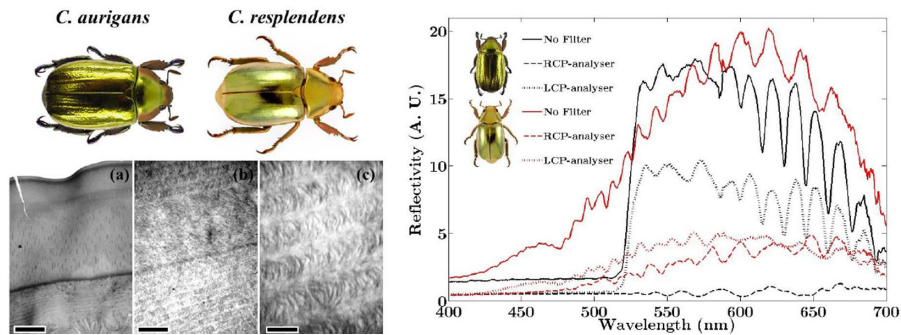 C. aurigans
C. resplendens
(a)
(b)
(c)
20
15
10
5
0
Reflectivity (A. U.)
No Filter
RCP-analyser
LCP-analyser
No Filter
RCP-analyser
LCP-analyser
400
450
500
550
600
650
700
Wavelength (nm)